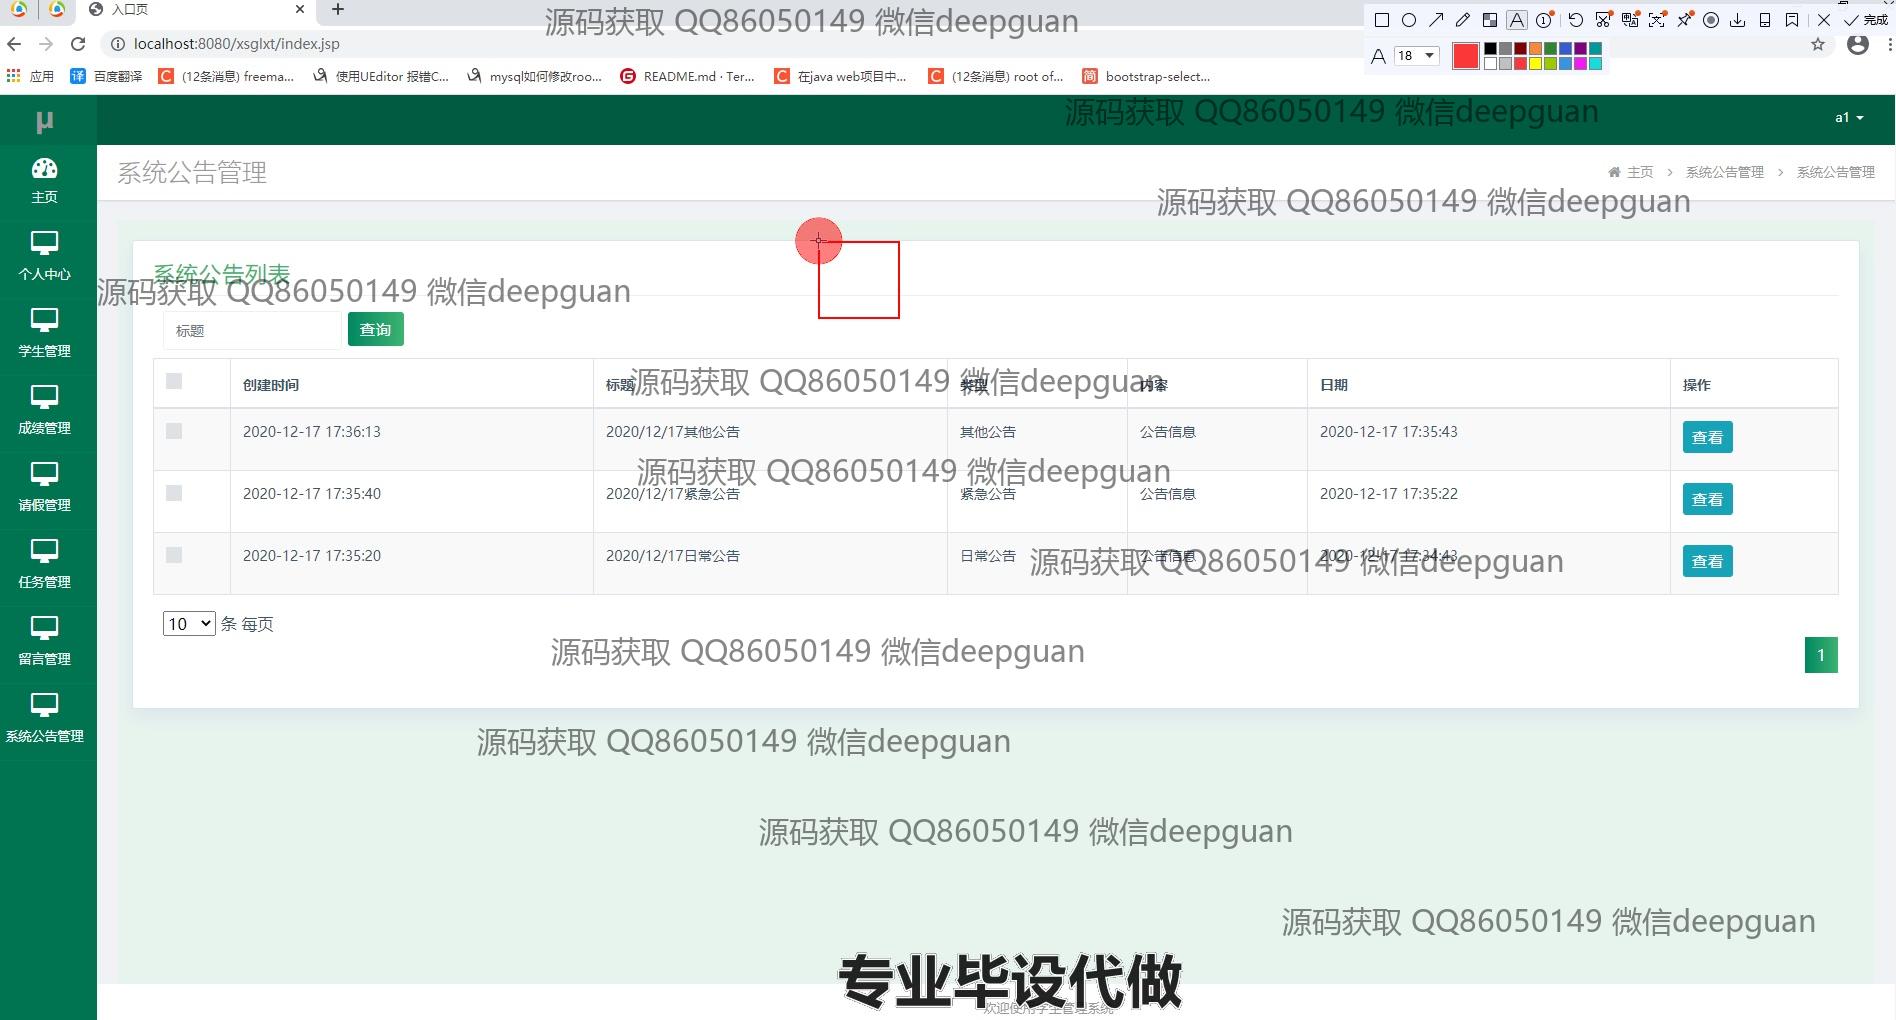 入口页
源码获取 QQ86050149 微信deepguan
完成
localhost:8080/xsglxt/index.jsp
A 18
应用 百度翻译 (12条消息) freema... 使用UEditor 报错C... mysql如何修改roo... README.md · Ter... 在java web项目中... (12条消息) root of... bootstrap-select...
μ
源码获取 QQ86050149 微信deepguan
a1
主页
系统公告管理
主页 > 系统公告管理 > 系统公告管理
源码获取 QQ86050149 微信deepguan
个人中心
系统公告列表
源码获取 QQ86050149 微信deepguan
标题 查询
学生管理
创建时间 标题 类型 内容 日期 操作
源码获取 QQ86050149 微信deepguan
成绩管理
2020-12-17 17:36:13 2020/12/17其他公告 其他公告 公告信息 2020-12-17 17:35:43 查看
源码获取 QQ86050149 微信deepguan
请假管理
2020-12-17 17:35:40 2020/12/17紧急公告 紧急公告 公告信息 2020-12-17 17:35:22 查看
任务管理
2020-12-17 17:35:20 2020/12/17日常公告 日常公告 公告信息 2020-12-17 17:34:43 查看
源码获取 QQ86050149 微信deepguan
10 条 每页
留言管理
源码获取 QQ86050149 微信deepguan
1
系统公告管理
源码获取 QQ86050149 微信deepguan
源码获取 QQ86050149 微信deepguan
源码获取 QQ86050149 微信deepguan
专业毕设代做
欢迎使用学生管理系统